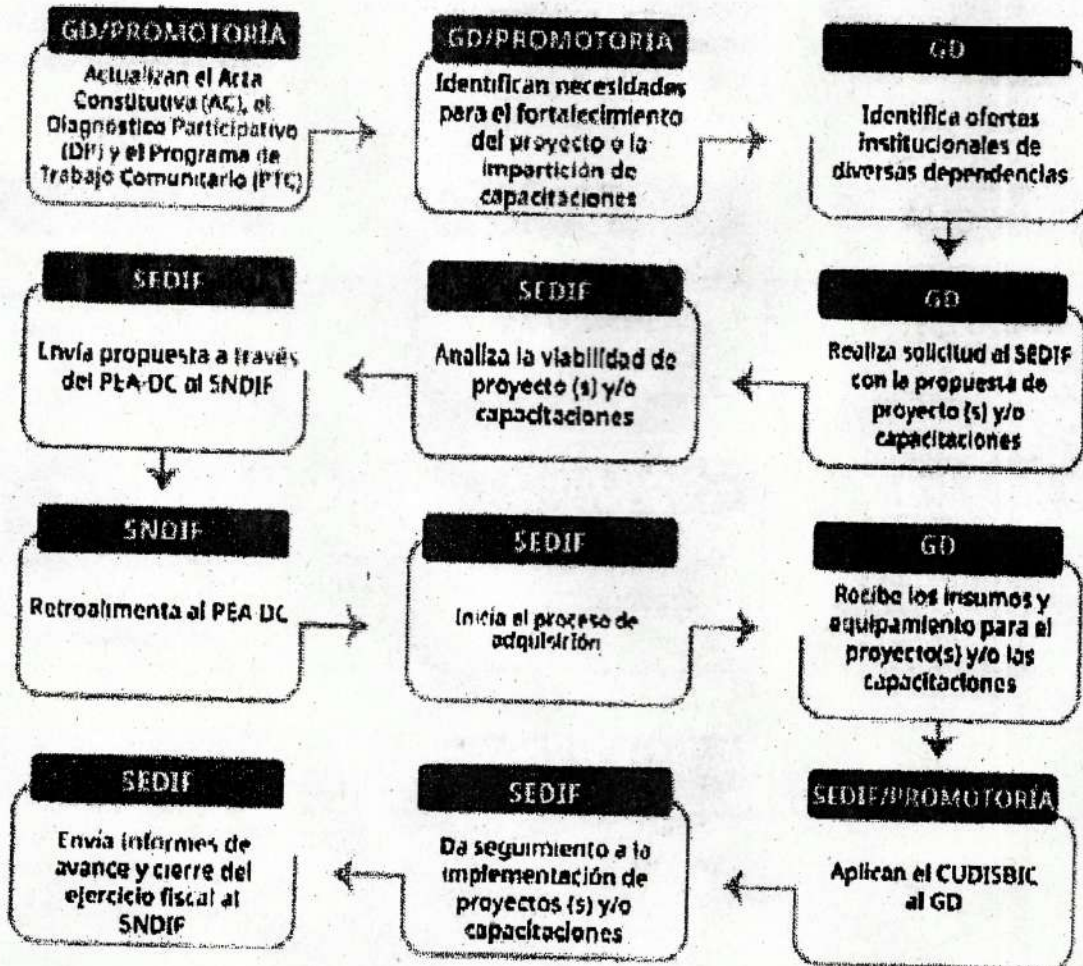 GD/PROMOTORÍA
Actualizan el Acta
Constitutiva (AC), el
Diagnóstico Participativo
(DP) y el Programa de
Trabajo Comunitario (PTC)
GD/PROMOTORÍA
Identifican necesidades
para el fortalecimiento
del proyecto o la
impartición de
capacitaciones
GD
Identifica ofertas
institucionales de
diversas dependencias
GD
Realiza solicitud al SEDIF
con la propuesta de
proyecto (s) y/o
capacitaciones
SEDIF
Analiza la viabilidad de
proyecto (s) y/o
capacitaciones
SEDIF
Envía propuesta a través
del PEA-DC al SNDIF
SNDIF
Retroalimenta al PEA-DC
SEDIF
Inicia el proceso de
adquisición
GD
Recibe los insumos y
equipamiento para el
proyecto(s) y/o las
capacitaciones
SEDIF/PROMOTORÍA
Aplican el CUDISBIC
al GD
SEDIF
Da seguimiento a la
implementación de
proyectos (s) y/o
capacitaciones
SEDIF
Envía informes de
avance y cierre del
ejercicio fiscal al
SNDIF